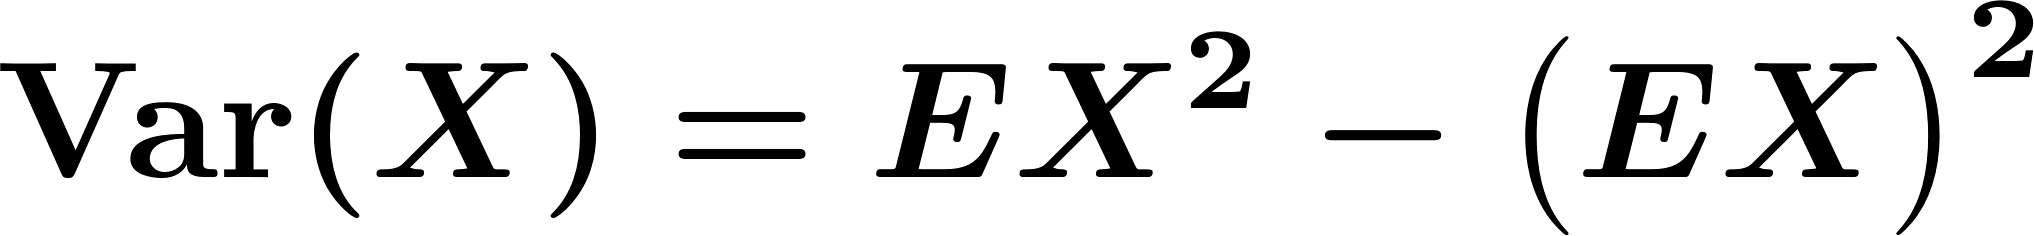 Var(X) = EX² − (EX)²